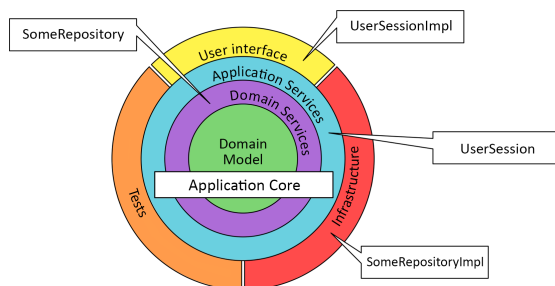 UserSessionImpl
SomeRepository
User interface
Application Services
Domain Services
Domain
Model
UserSession
Application Core
Tests
Infrastructure
SomeRepositoryImpl